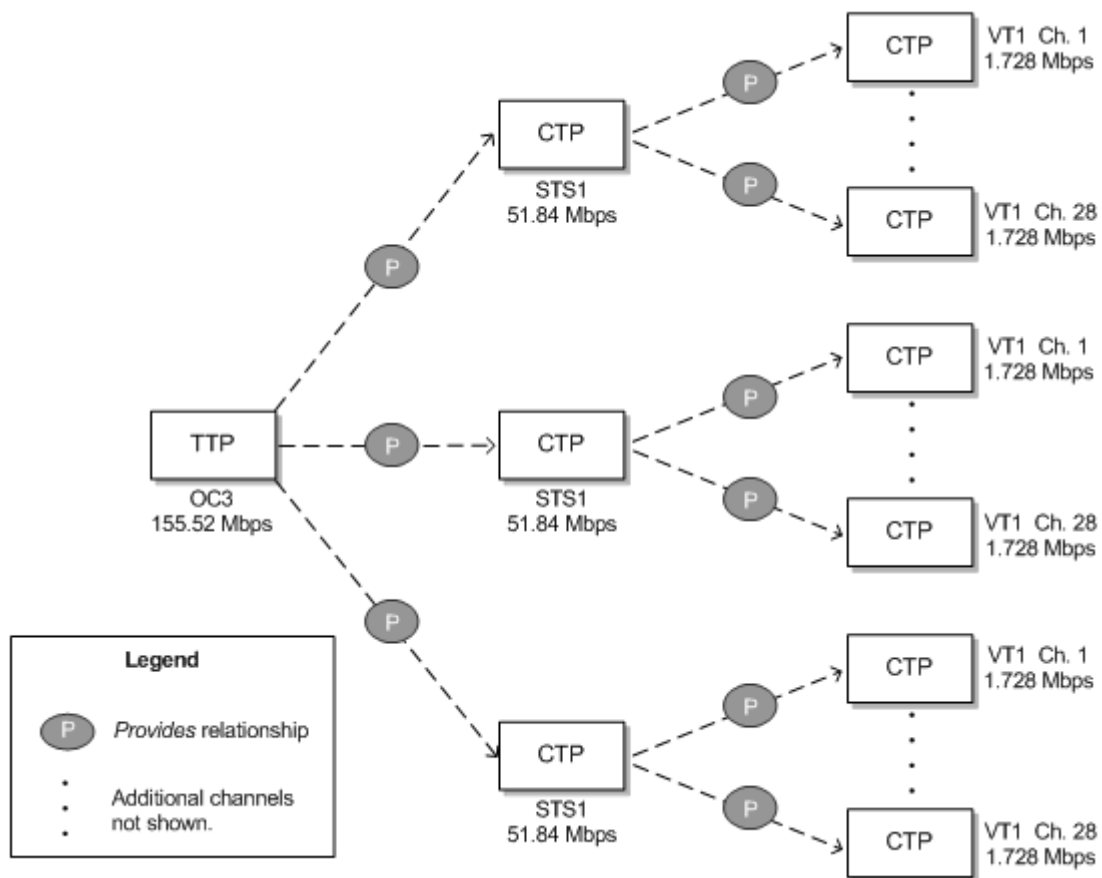 CTP
VT1 Ch. 1
1.728 Mbps
P
CTP
STS1
51.84 Mbps
P
CTP
VT1 Ch. 28
1.728 Mbps
P
CTP
VT1 Ch. 1
1.728 Mbps
P
TTP
OC3
155.52 Mbps
P
CTP
STS1
51.84 Mbps
P
CTP
VT1 Ch. 28
1.728 Mbps
P
CTP
VT1 Ch. 1
1.728 Mbps
P
CTP
STS1
51.84 Mbps
P
CTP
VT1 Ch. 28
1.728 Mbps
Legend
P
Provides relationship
Additional channels
not shown.